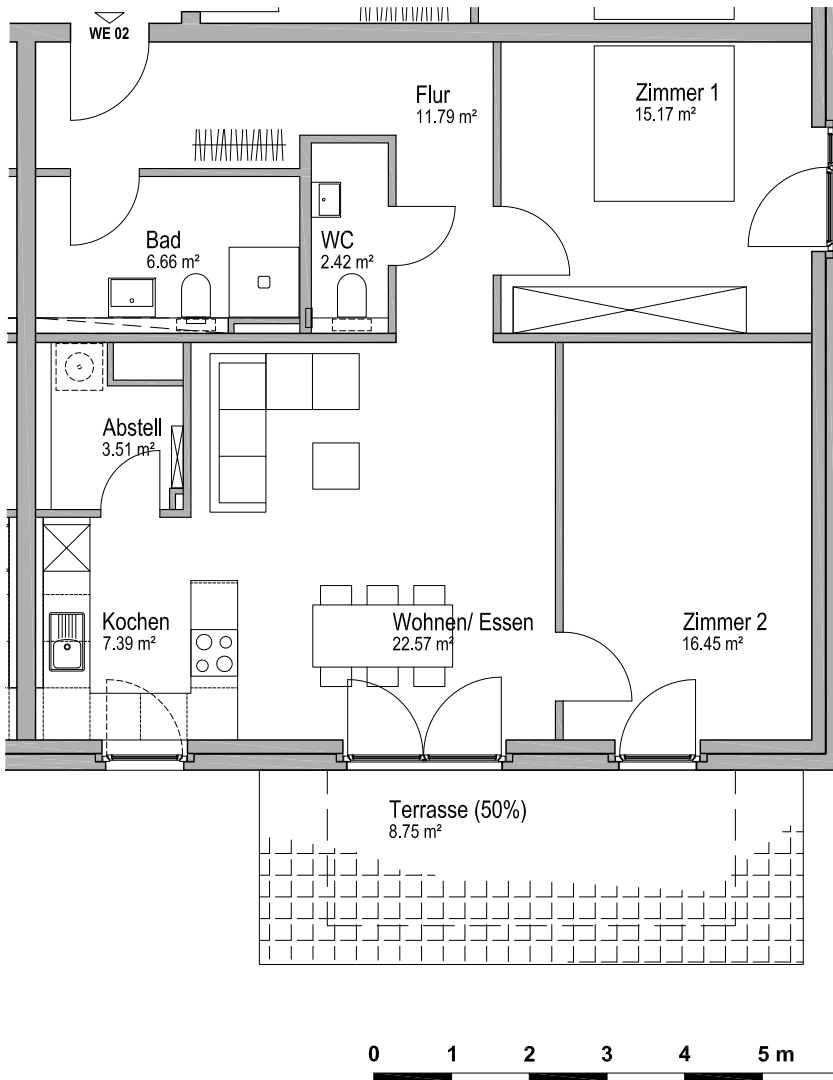 WE 02
Flur
11.79 m²
Zimmer 1
15.17 m²
Bad
6.66 m²
WC
2.42 m²
Abstell
3.51 m²
Kochen
7.39 m²
Wohnen/ Essen
22.57 m²
Zimmer 2
16.45 m²
Terrasse (50%)
8.75 m²
0 1 2 3 4 5 m